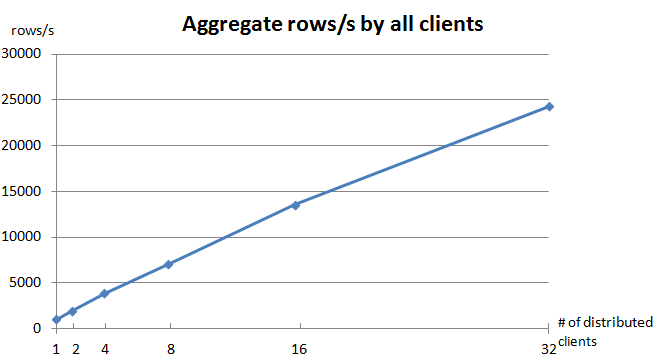 Aggregate rows/s by all clients
rows/s
30000
25000
20000
15000
10000
5000
0
1 2 4 8 16 32
# of distributed
clients